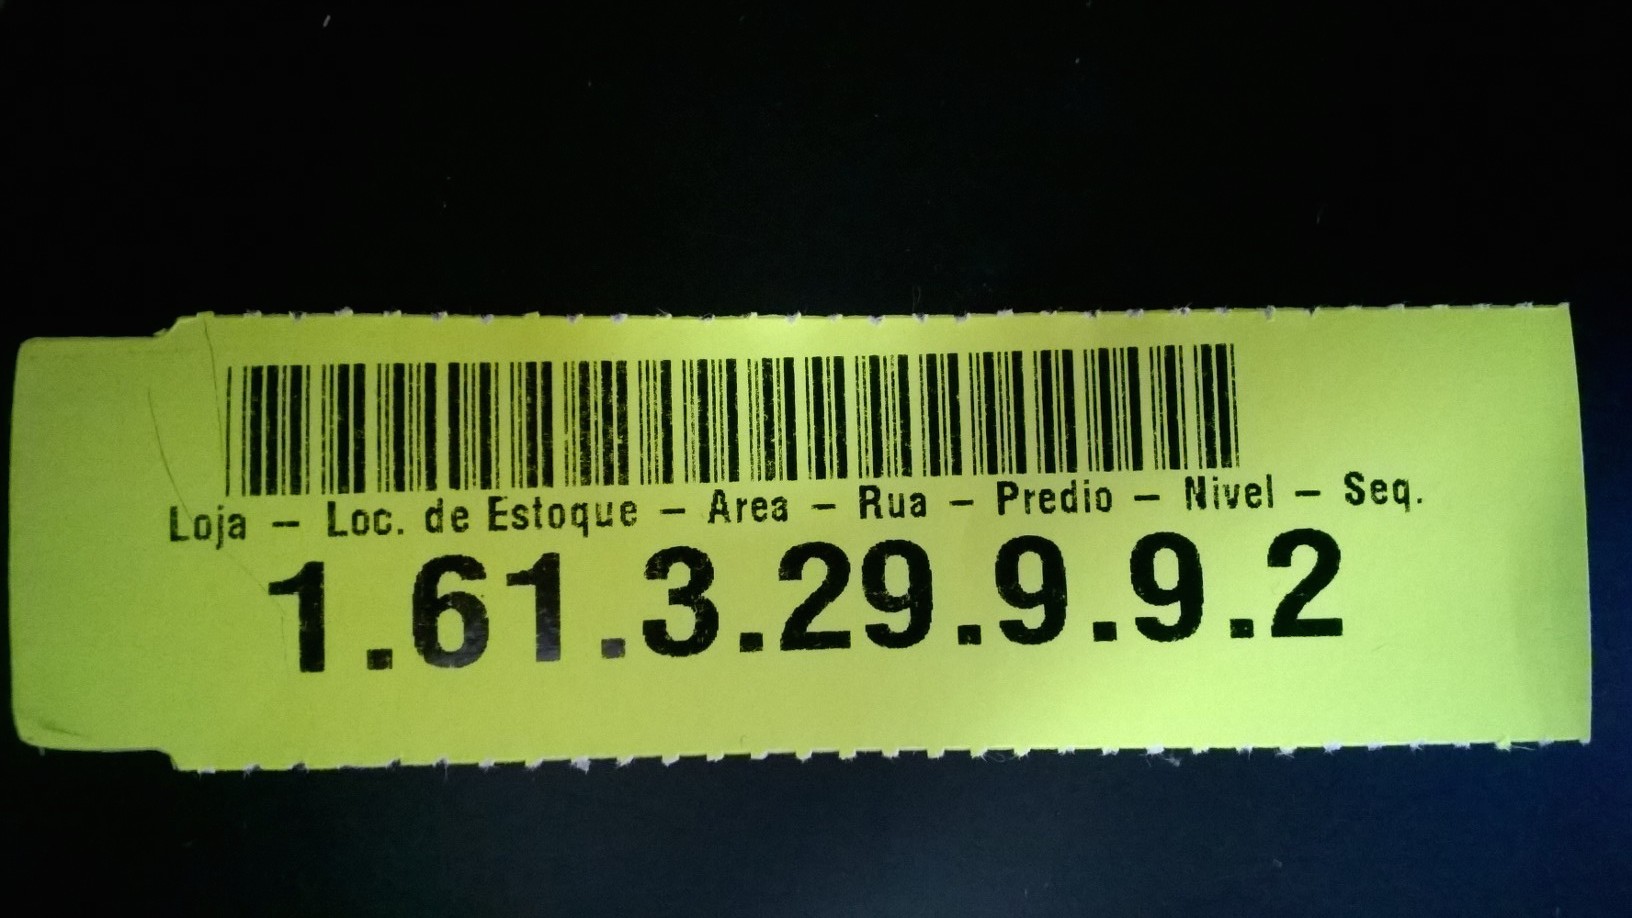 Loja - Loc. de Estoque - Area - Rua - Predio - Nivel - Seq.
1.61.3.29.9.9.2